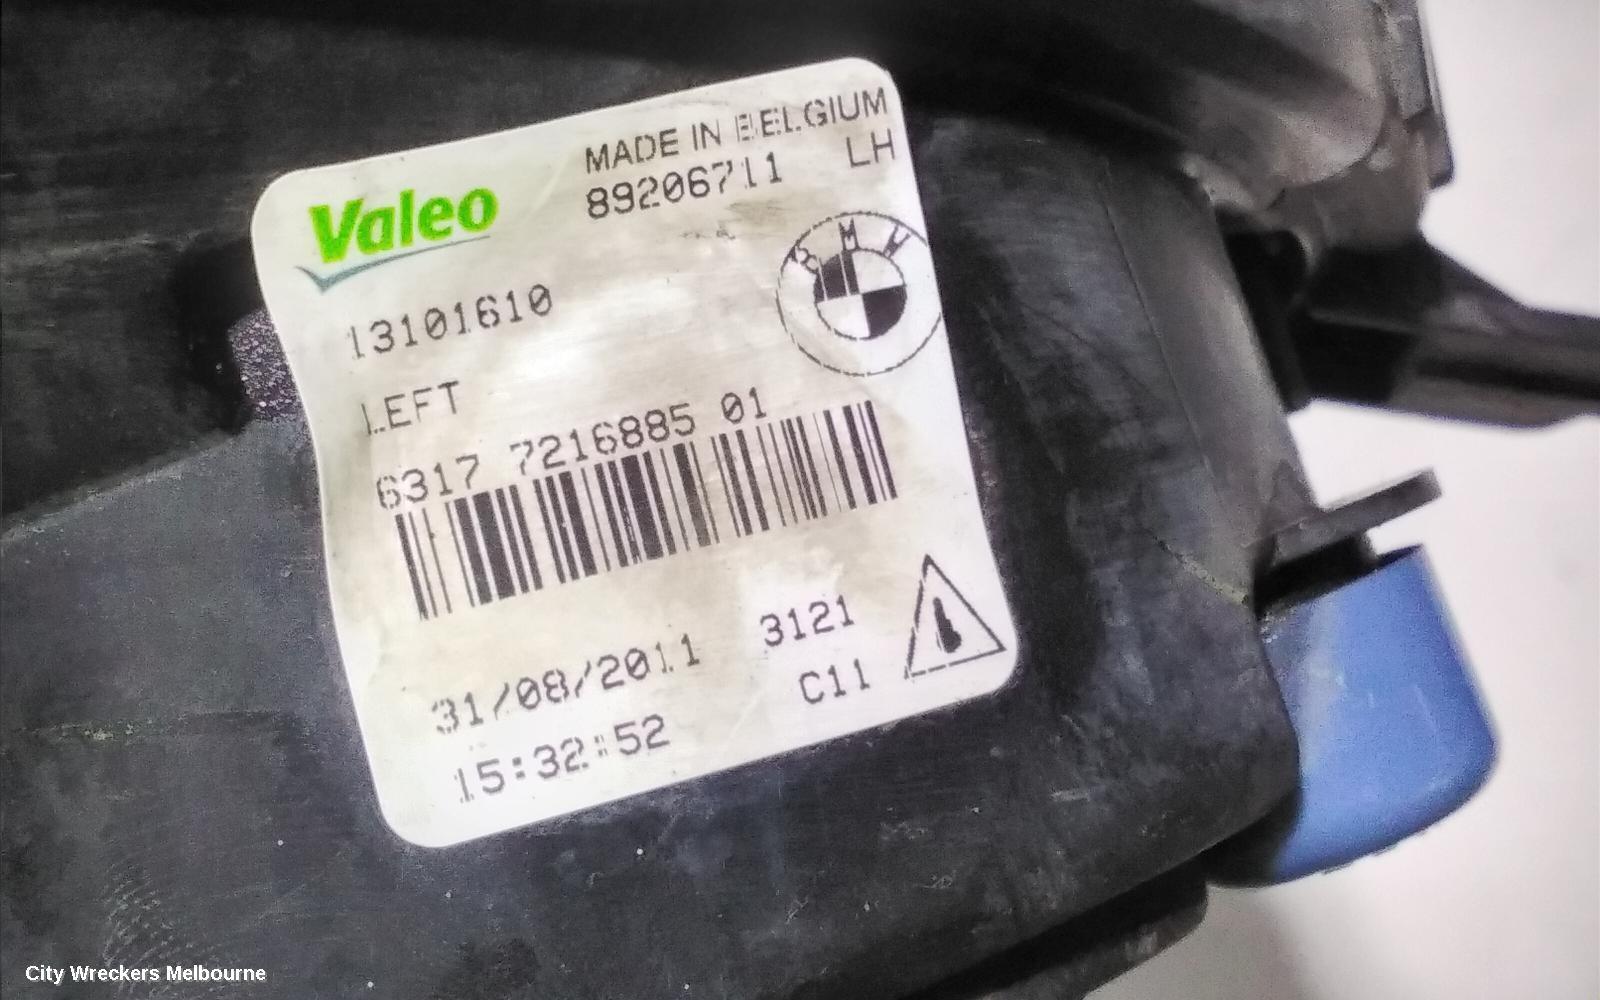 MADE IN BELGIUM
89206711 LH
Valeo
BMW
13101610
LEFT
6317 7216885 01
31/08/2011 3121
15:32:52 C11
City Wreckers Melbourne